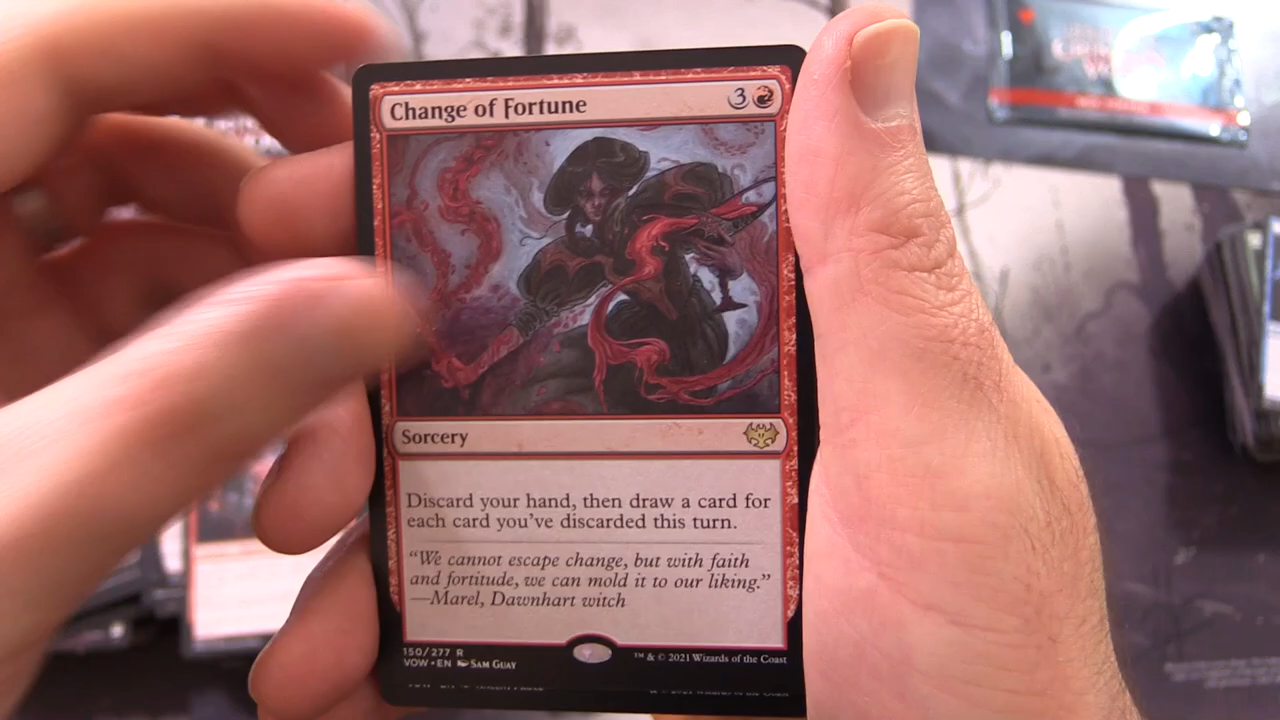 Change of Fortune 3
Sorcery
Discard your hand, then draw a card for
each card you've discarded this turn.
"We cannot escape change, but with faith
and fortitude, we can mold it to our liking."
—Marel, Dawnhart witch
150/277 R
VOW • EN Sam Guay
™ & © 2021 Wizards of the Coast